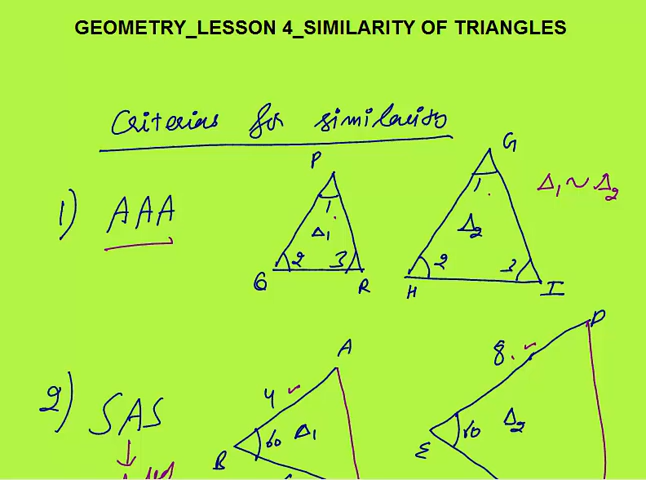 GEOMETRY_LESSON 4_SIMILARITY OF TRIANGLES
Criterias for similarity
P
G
1) AAA
1
1
Δ₁ ~ Δ₂
Δ₁
Δ₂
2
3
2
3
Q
R
H
I
D
8
A
2) SAS
4
60
Δ₁
60
Δ₂
B
E